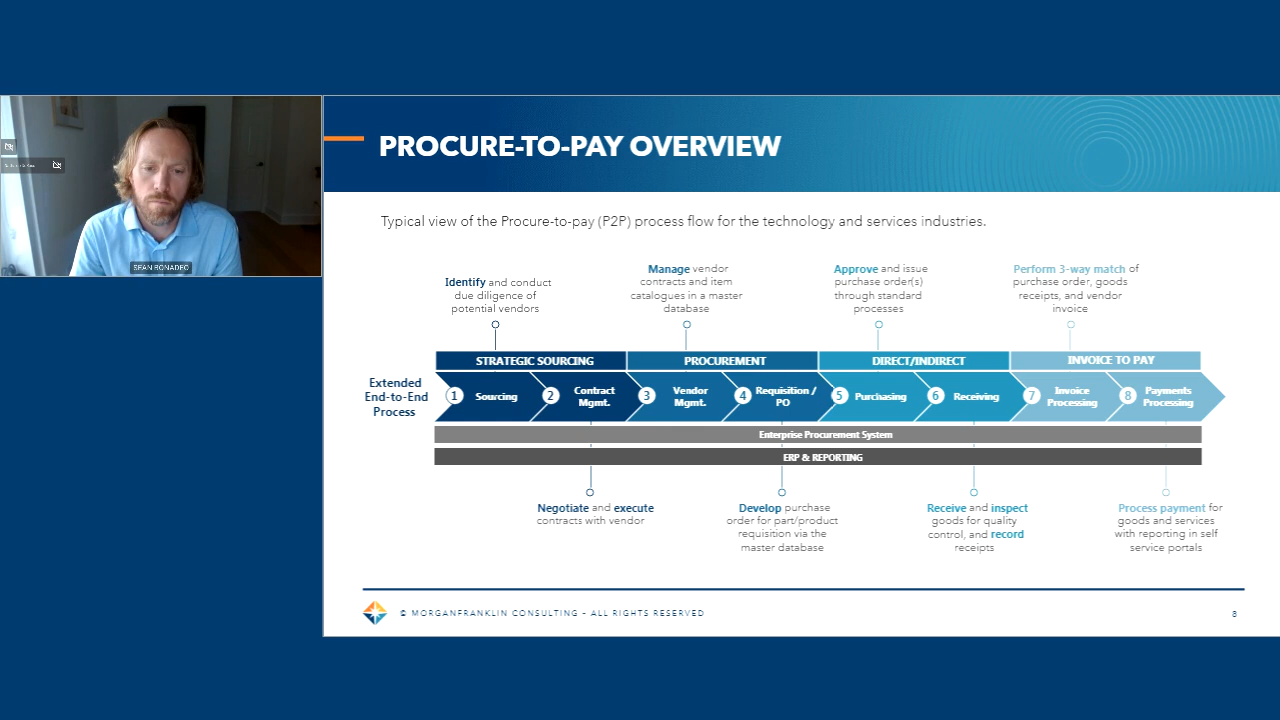 SEAN BONADEO
PROCURE-TO-PAY OVERVIEW
Typical view of the Procure-to-pay (P2P) process flow for the technology and services industries.
Identify and conduct
due diligence of
potential vendors
Manage vendor
contracts and item
catalogues in a master
database
Approve and issue
purchase order(s)
through standard
processes
Perform 3-way match of
purchase order, goods
receipts, and vendor
invoice
STRATEGIC SOURCING
PROCUREMENT
DIRECT/INDIRECT
INVOICE TO PAY
Extended
End-to-End
Process
1 Sourcing
2 Contract
Mgmt.
3 Vendor
Mgmt.
4 Requisition /
PO
5 Purchasing
6 Receiving
7 Invoice
Processing
8 Payments
Processing
Enterprise Procurement System
ERP & REPORTING
Negotiate and execute
contracts with vendor
Develop purchase
order for part/product
requisition via the
master database
Receive and inspect
goods for quality
control, and record
receipts
Process payment for
goods and services
with reporting in self
service portals
© MORGANFRANKLIN CONSULTING - ALL RIGHTS RESERVED
8